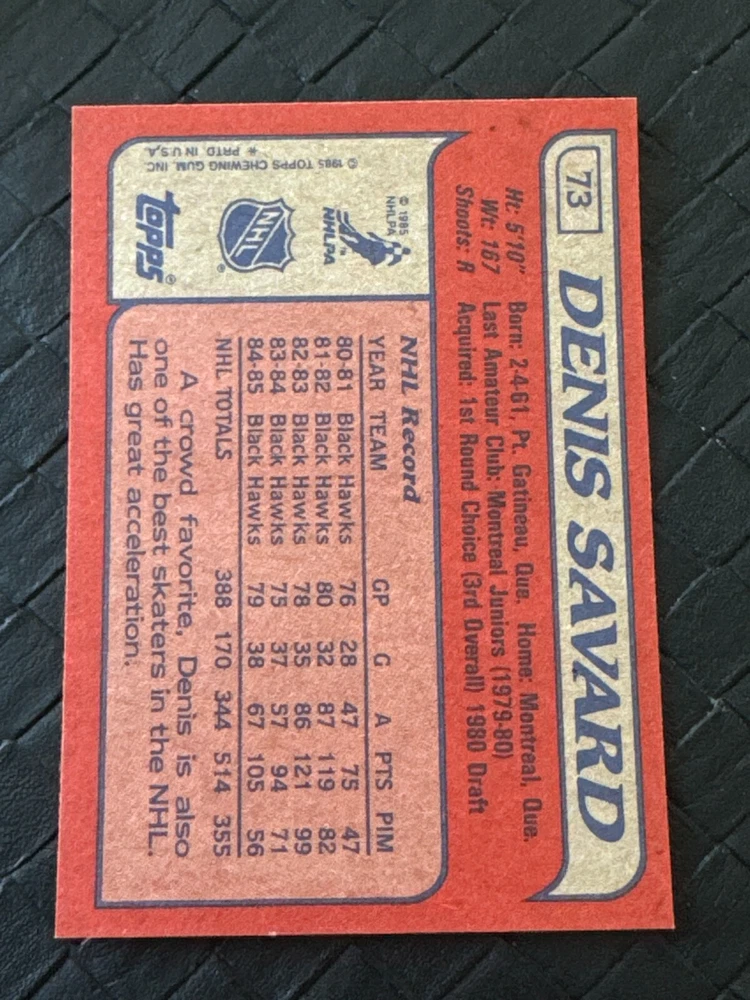 73 DENIS SAVARD
Ht: 5'10" Born: 2-4-61, Pt. Gatineau, Que. Home: Montreal, Que.
Wt: 167 Last Amateur Club: Montreal Juniors (1979-80)
Shoots: R Acquired: 1st Round Choice (3rd Overall) 1980 Draft
© 1985
NHLPA
NHLPA™
NHL®
topps®
© 1985 TOPPS CHEWING GUM, INC.
* PRTD. IN U.S.A.
NHL Record
YEAR TEAM GP G A PTS PIM
80-81 Black Hawks 76 28 47 75 47
81-82 Black Hawks 80 32 87 119 82
82-83 Black Hawks 78 35 86 121 99
83-84 Black Hawks 75 37 57 94 71
84-85 Black Hawks 79 38 67 105 56
NHL TOTALS 388 170 344 514 355
A crowd favorite, Denis is also
one of the best skaters in the NHL.
Has great acceleration.